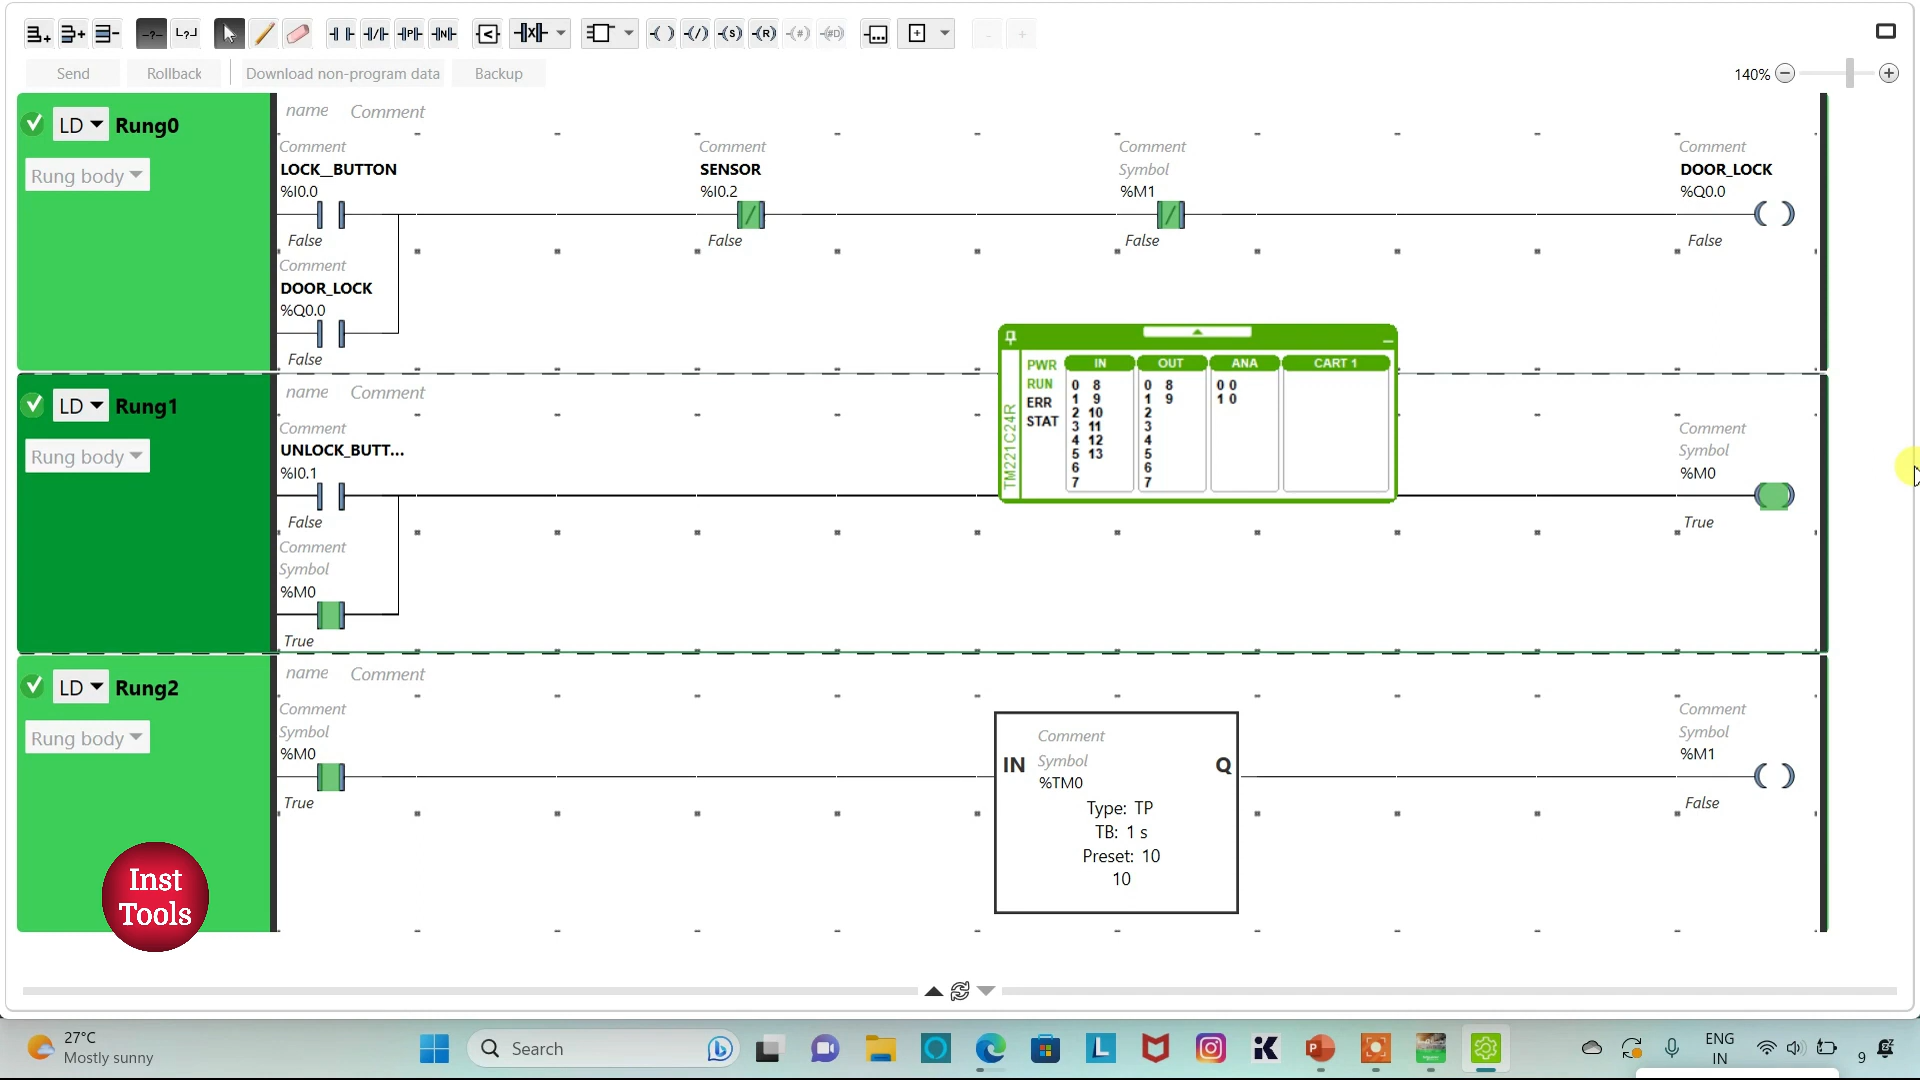 Send Rollback Download non-program data Backup
140%
LD Rung0
name Comment
Rung body
Comment
LOCK__BUTTON
%I0.0
False
Comment
SENSOR
%I0.2
False
Comment
Symbol
%M1
False
Comment
DOOR_LOCK
%Q0.0
False
Comment
DOOR_LOCK
%Q0.0
False
TM221C24R
PWR
RUN
ERR
STAT
IN
0 8
1 9
2 10
3 11
4 12
5 13
6
7
OUT
0 8
1 9
2
3
4
5
6
7
ANA
0 0
1 0
CART 1
LD Rung1
name Comment
Rung body
Comment
UNLOCK_BUTT...
%I0.1
False
Comment
Symbol
%M0
True
Comment
Symbol
%M0
True
LD Rung2
name Comment
Rung body
Comment
Symbol
%M0
True
Comment
IN Symbol Q
%TM0
Type: TP
TB: 1 s
Preset: 10
10
Comment
Symbol
%M1
False
Inst
Tools
27°C
Mostly sunny
Search
ENG
IN
9